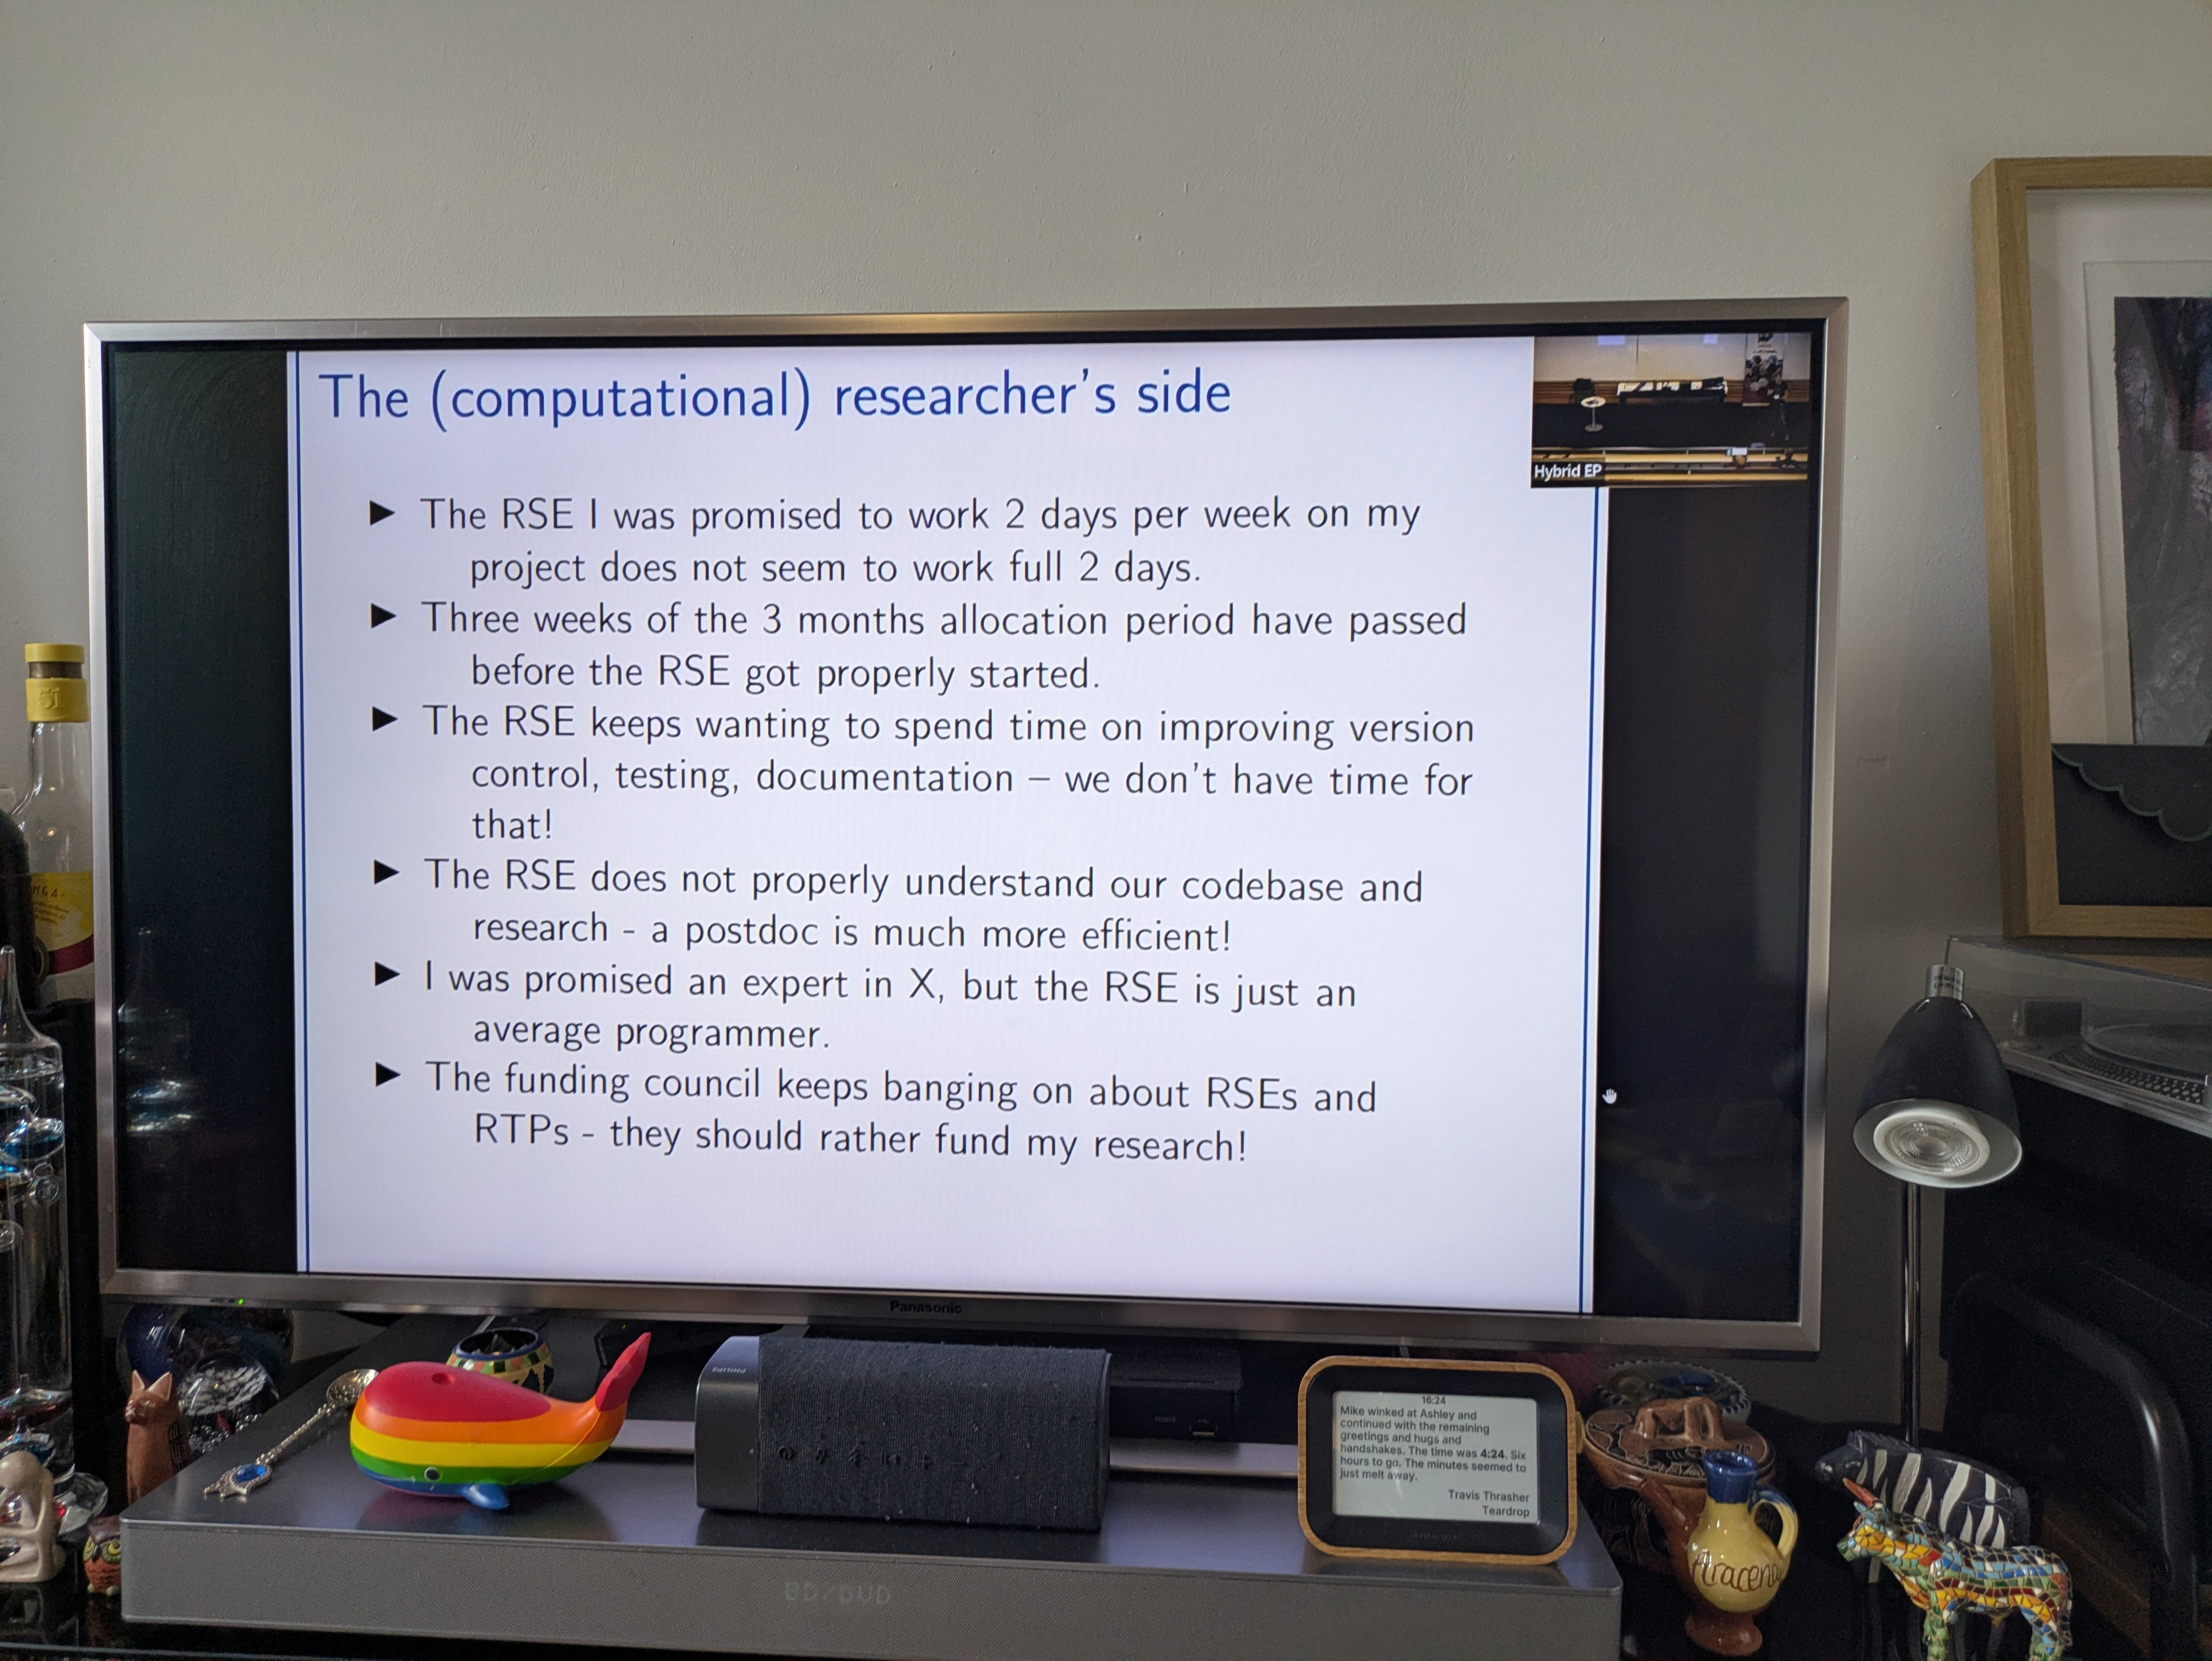 The (computational) researcher's side
Hybrid EP
▶ The RSE I was promised to work 2 days per week on my
project does not seem to work full 2 days.
▶ Three weeks of the 3 months allocation period have passed
before the RSE got properly started.
▶ The RSE keeps wanting to spend time on improving version
control, testing, documentation – we don't have time for
that!
▶ The RSE does not properly understand our codebase and
research - a postdoc is much more efficient!
▶ I was promised an expert in X, but the RSE is just an
average programmer.
▶ The funding council keeps banging on about RSEs and
RTPs - they should rather fund my research!
51
Panasonic
PHILIPS
POWER
16:24
Mike winked at Ashley and
continued with the remaining
greetings and hugs and
handshakes. The time was 4:24. Six
hours to go. The minutes seemed to
just melt away.
Travis Thrasher
Teardrop
BD/DVD
Aracena